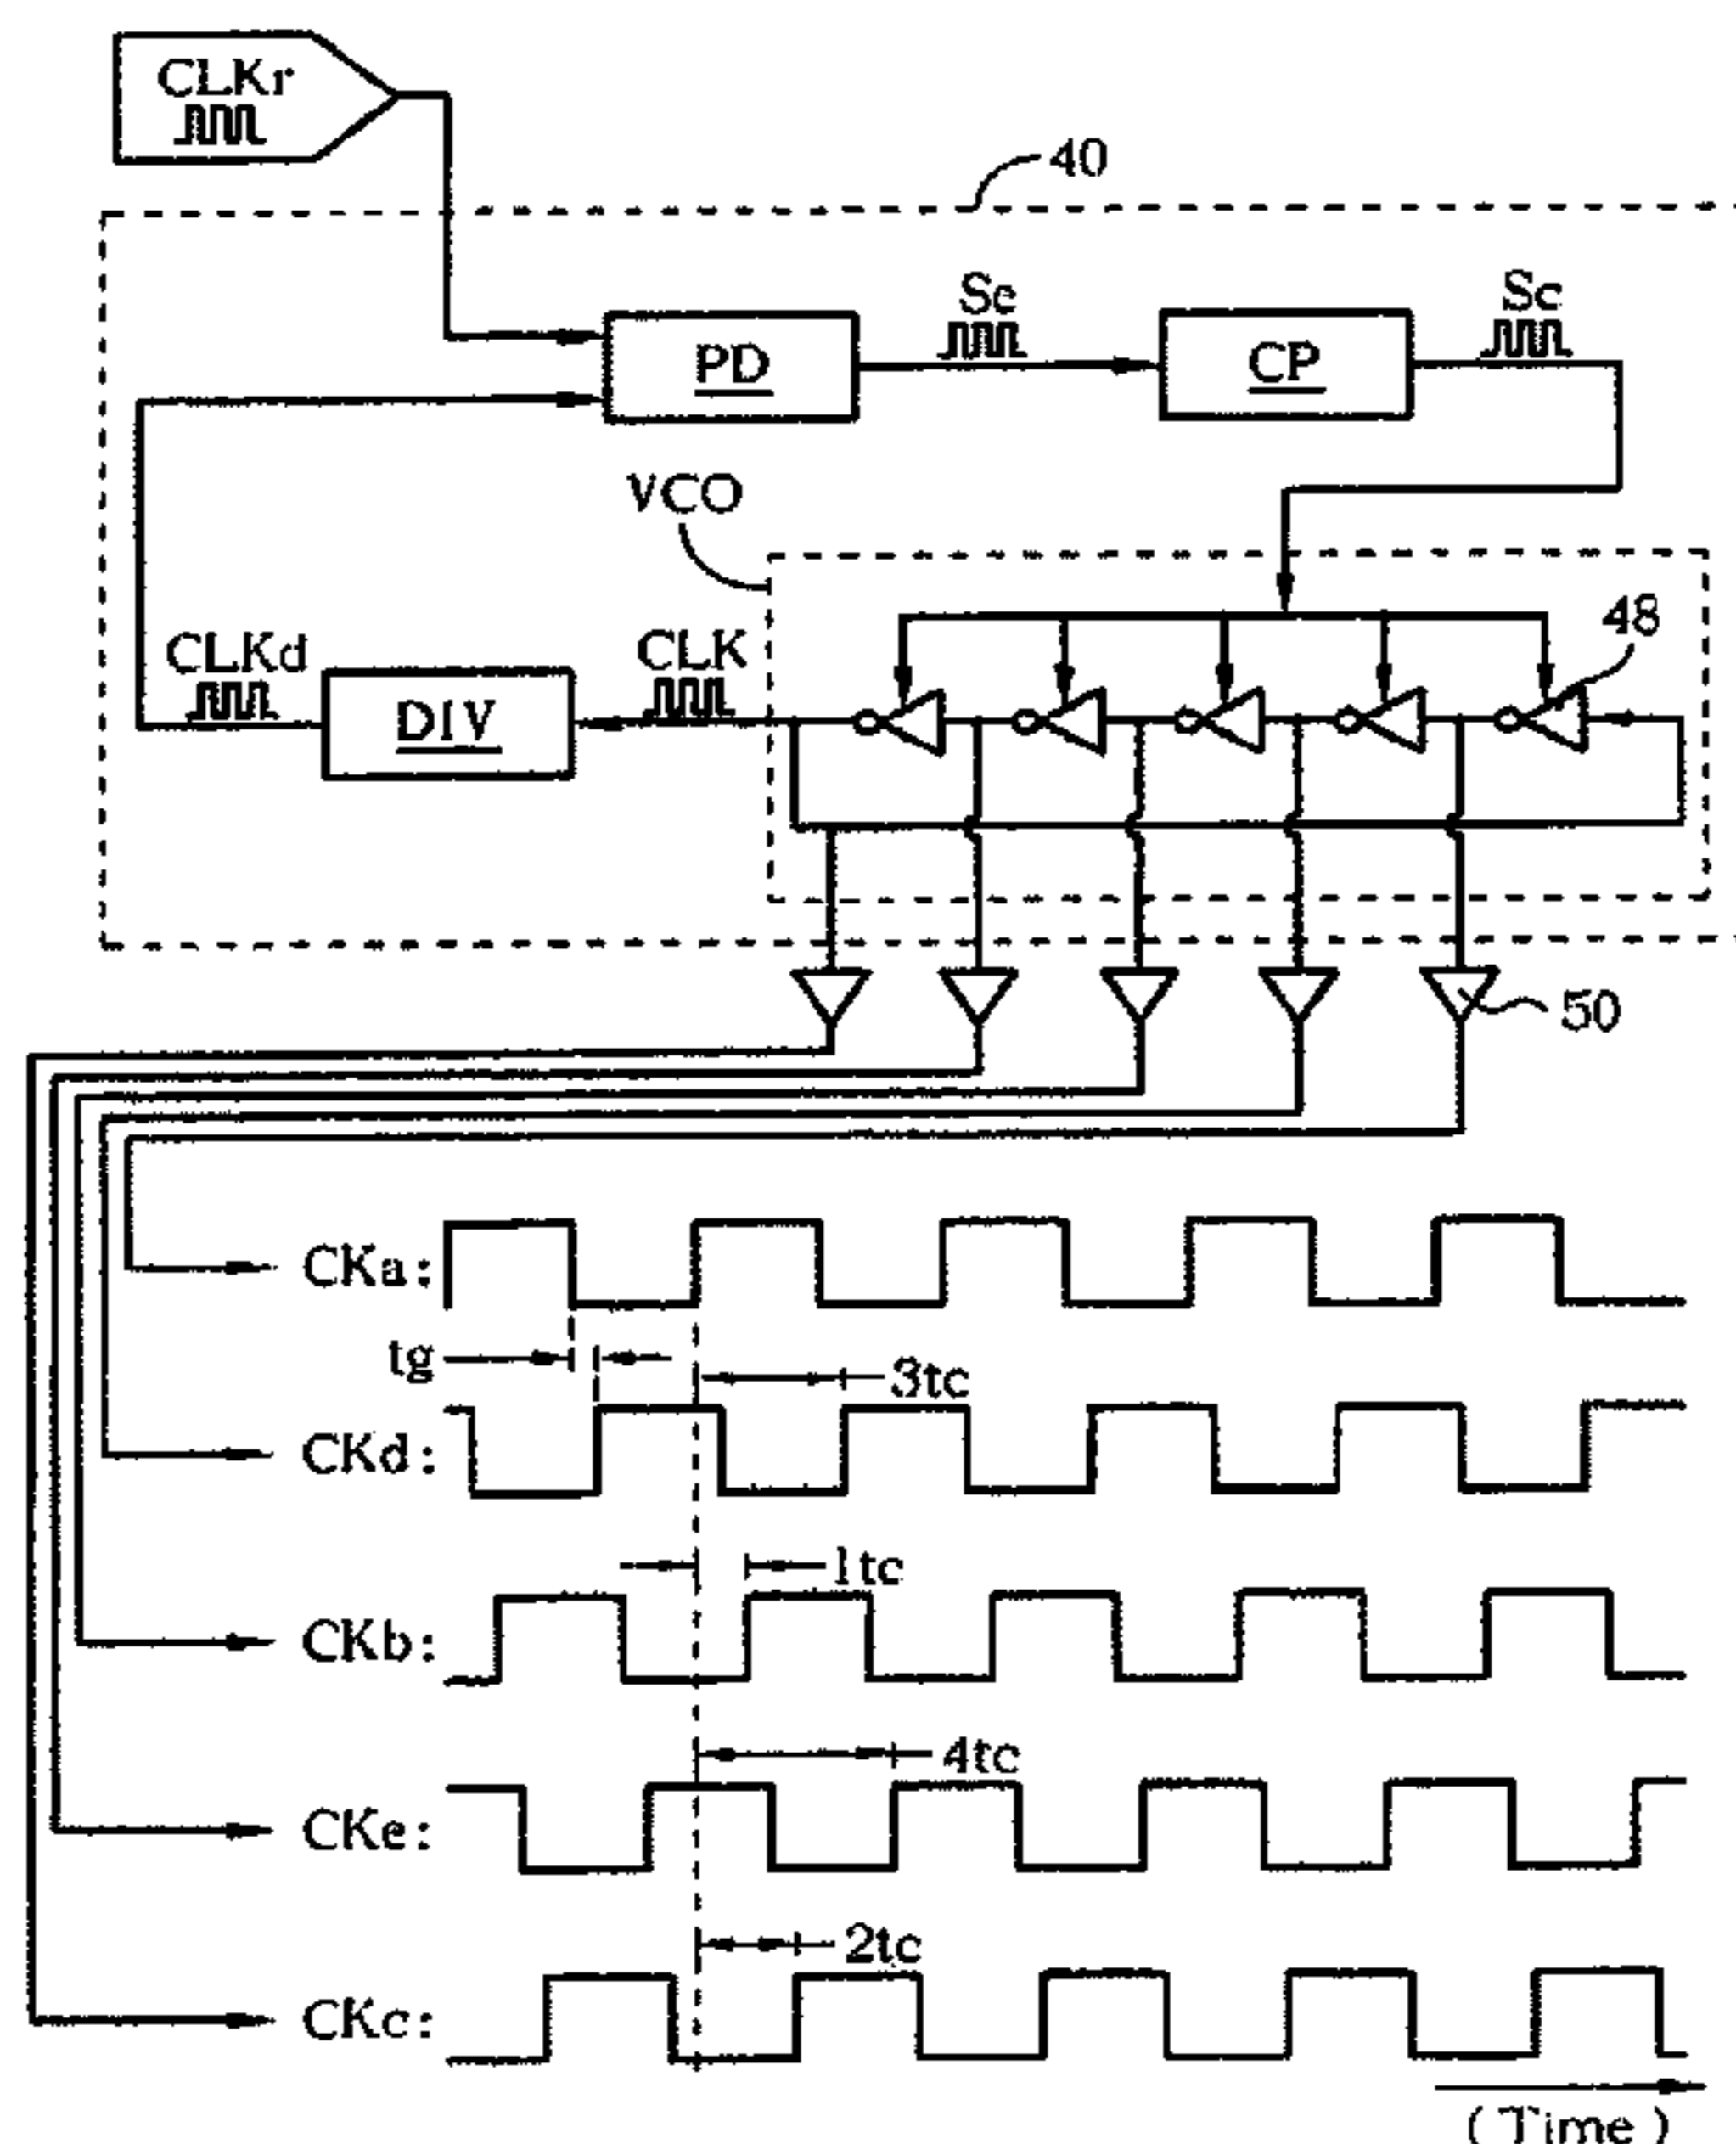 CLKr
40
Se
Sc
PD
CP
VCO
48
CLKd
CLK
DIV
50
CKa:
tg
3tc
CKd:
1tc
CKb:
4tc
CKe:
2tc
CKc:
(Time)